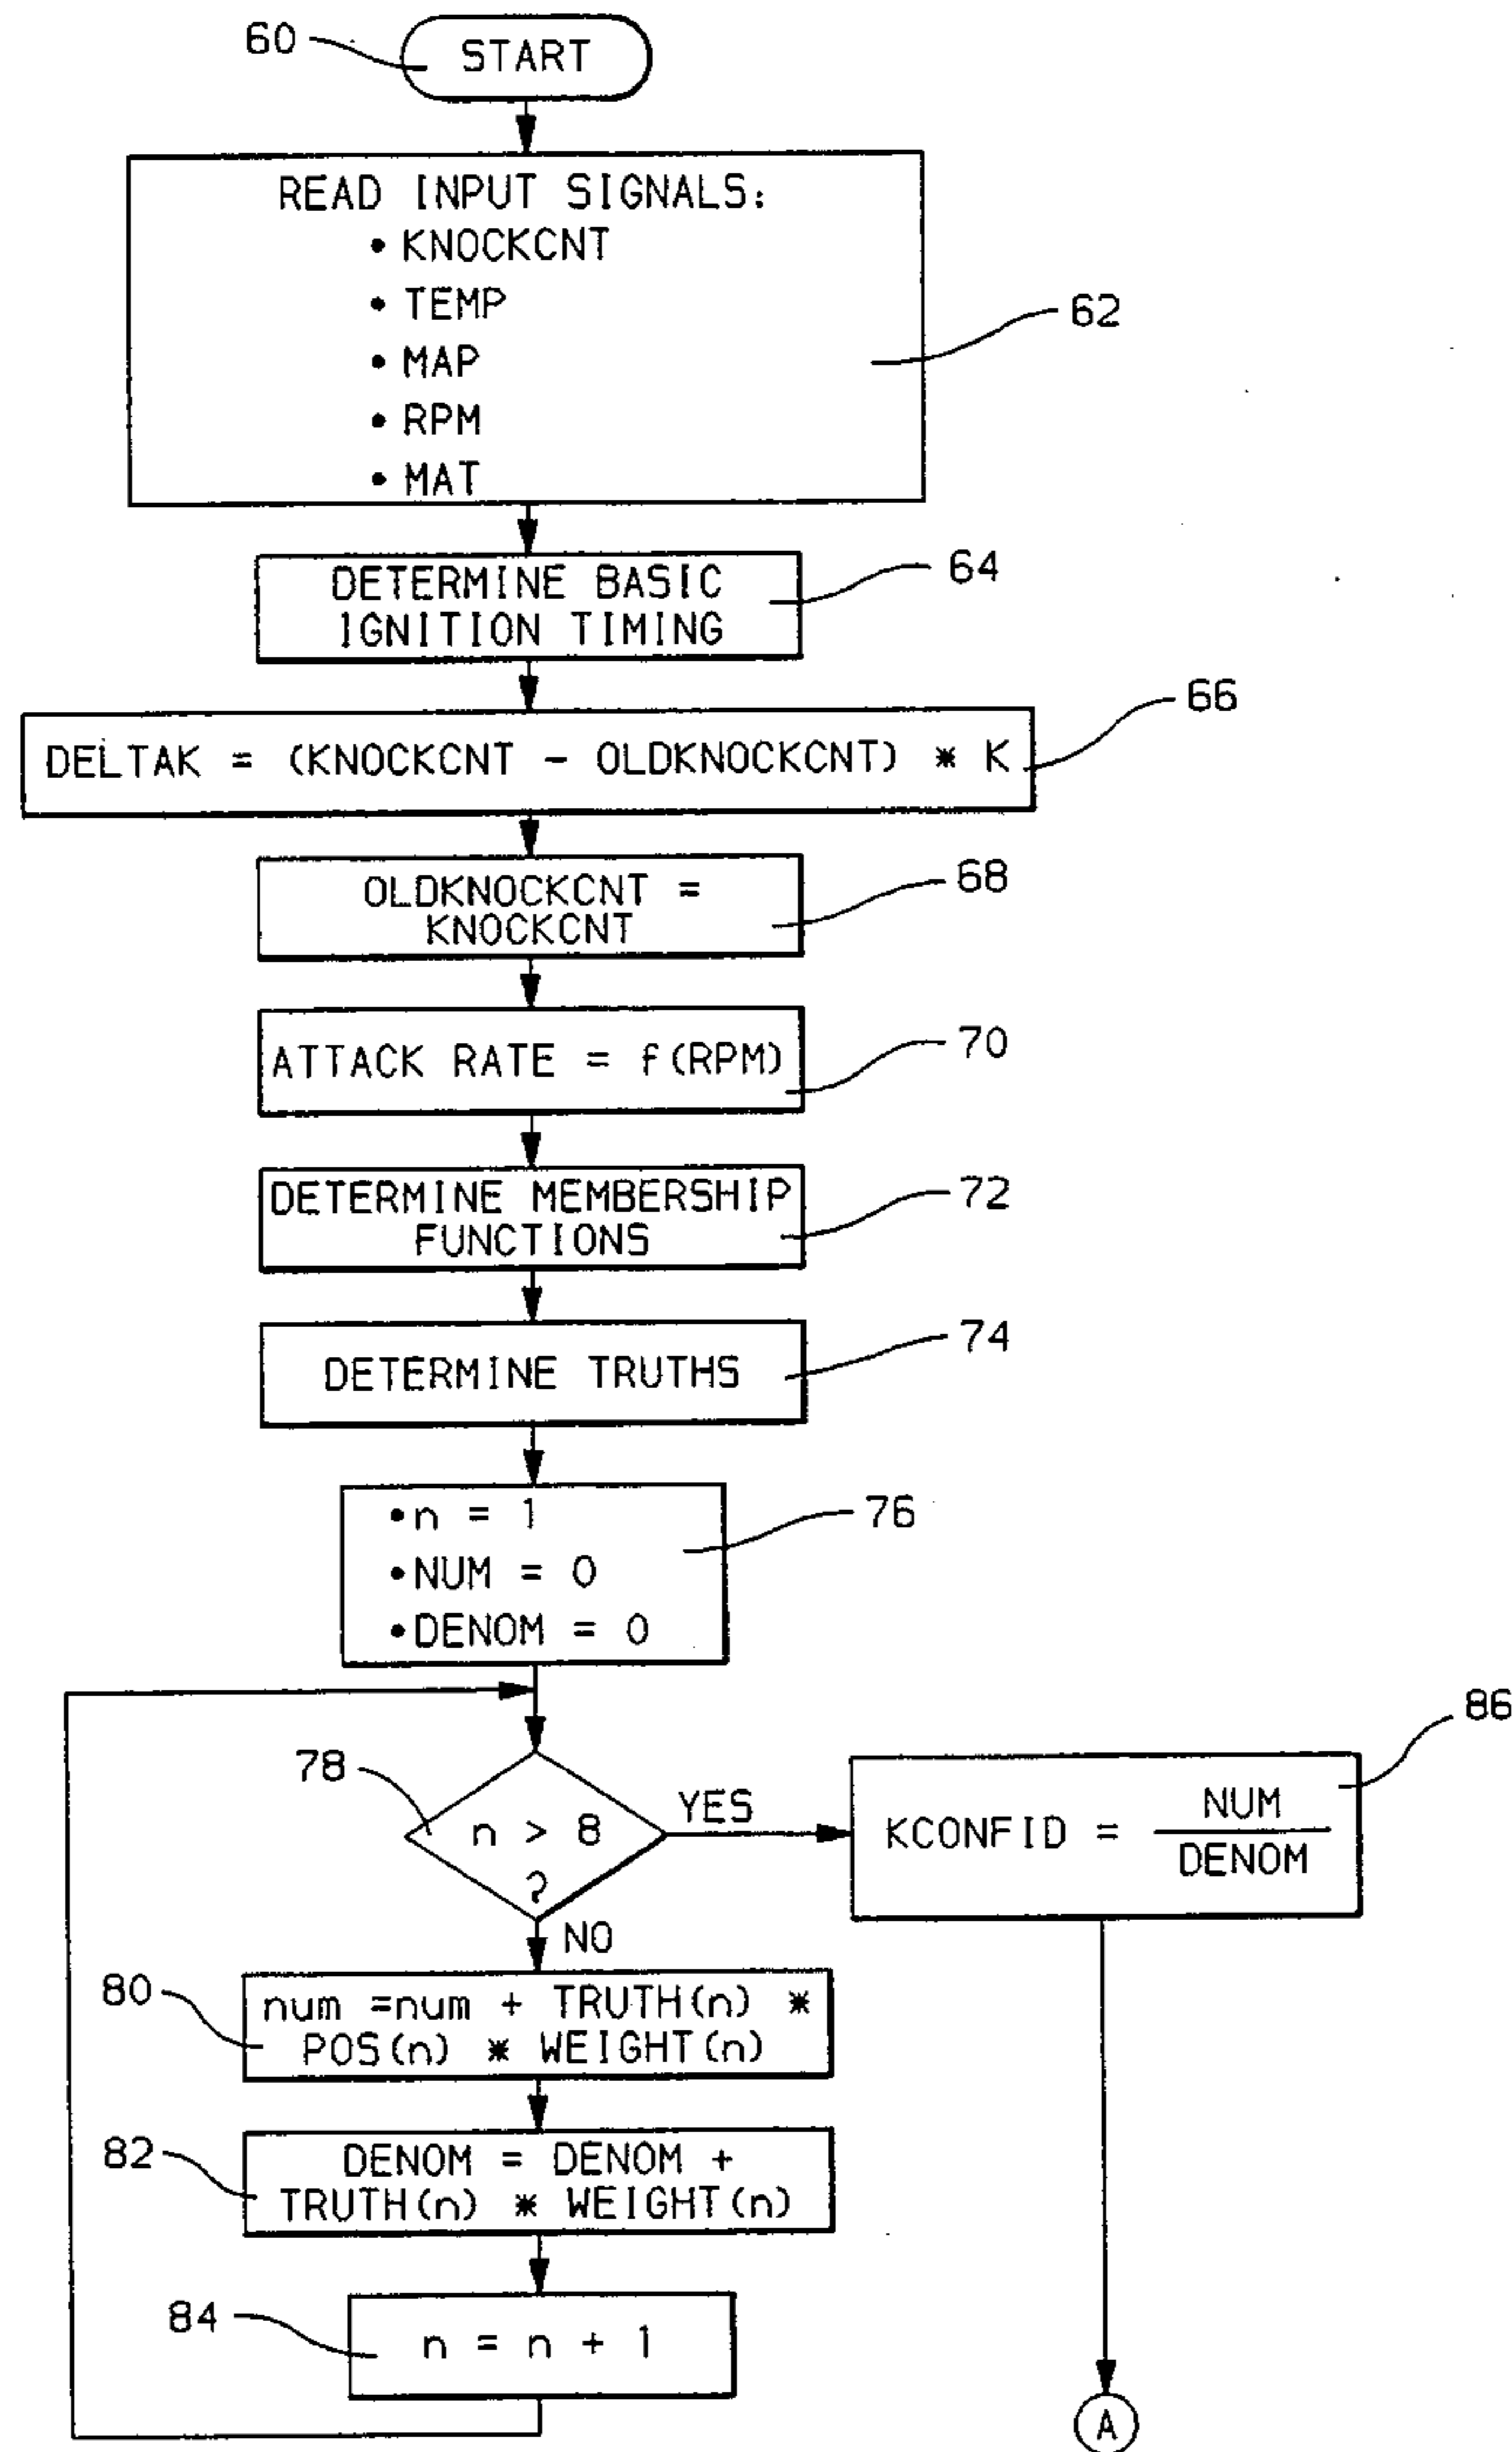 60
START
READ INPUT SIGNALS:
• KNOCKCNT
• TEMP
• MAP
• RPM
• MAT
62
DETERMINE BASIC
IGNITION TIMING
64
66
DELTAK = (KNOCKCNT - OLDKNOCKCNT) * K
OLDKNOCKCNT =
KNOCKCNT
68
ATTACK RATE = f(RPM)
70
DETERMINE MEMBERSHIP
FUNCTIONS
72
DETERMINE TRUTHS
74
•n = 1
•NUM = 0
•DENOM = 0
76
78
n > 8
?
YES
NO
86
KCONFID = NUM
DENOM
80
num =num + TRUTH(n) *
POS(n) * WEIGHT(n)
82
DENOM = DENOM +
TRUTH(n) * WEIGHT(n)
84
n = n + 1
A